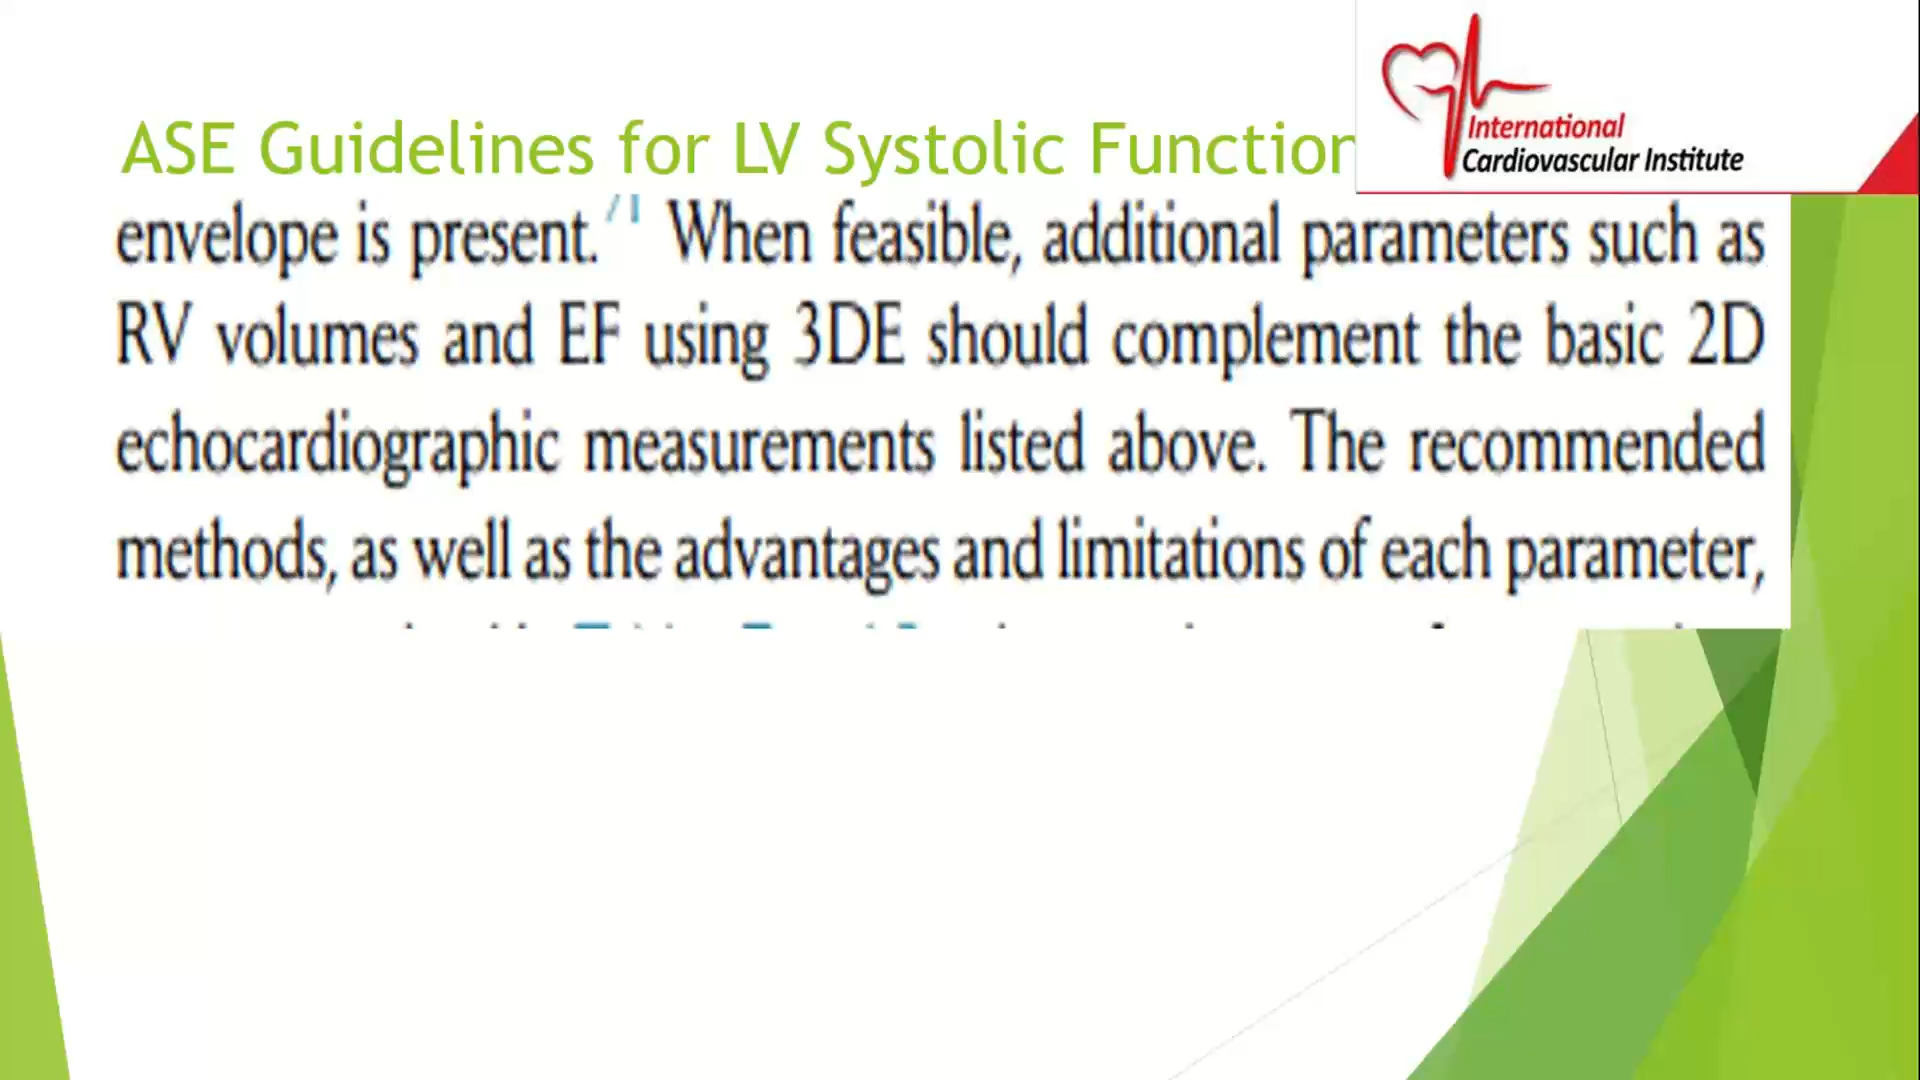 International
Cardiovascular Institute
ASE Guidelines for LV Systolic Function
envelope is present.71 When feasible, additional parameters such as
RV volumes and EF using 3DE should complement the basic 2D
echocardiographic measurements listed above. The recommended
methods, as well as the advantages and limitations of each parameter,